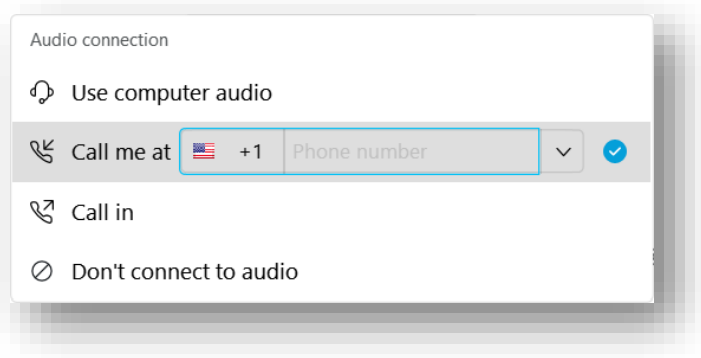 Audio connection
Use computer audio
Call me at +1 Phone number
Call in
Don't connect to audio